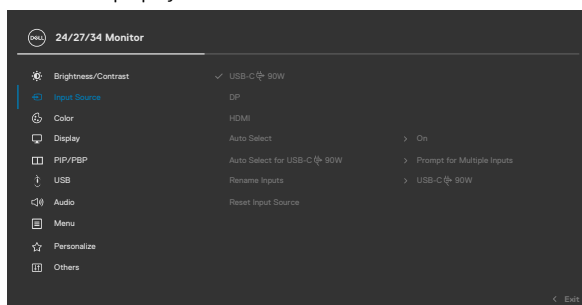 DELL 24/27/34 Monitor
Brightness/Contrast ✓ USB-C 90W
Input Source DP
Color HDMI
Display Auto Select > On
PIP/PBP Auto Select for USB-C 90W > Prompt for Multiple Inputs
USB Rename Inputs > USB-C 90W
Audio Reset Input Source
Menu
Personalize
Others
< Exit